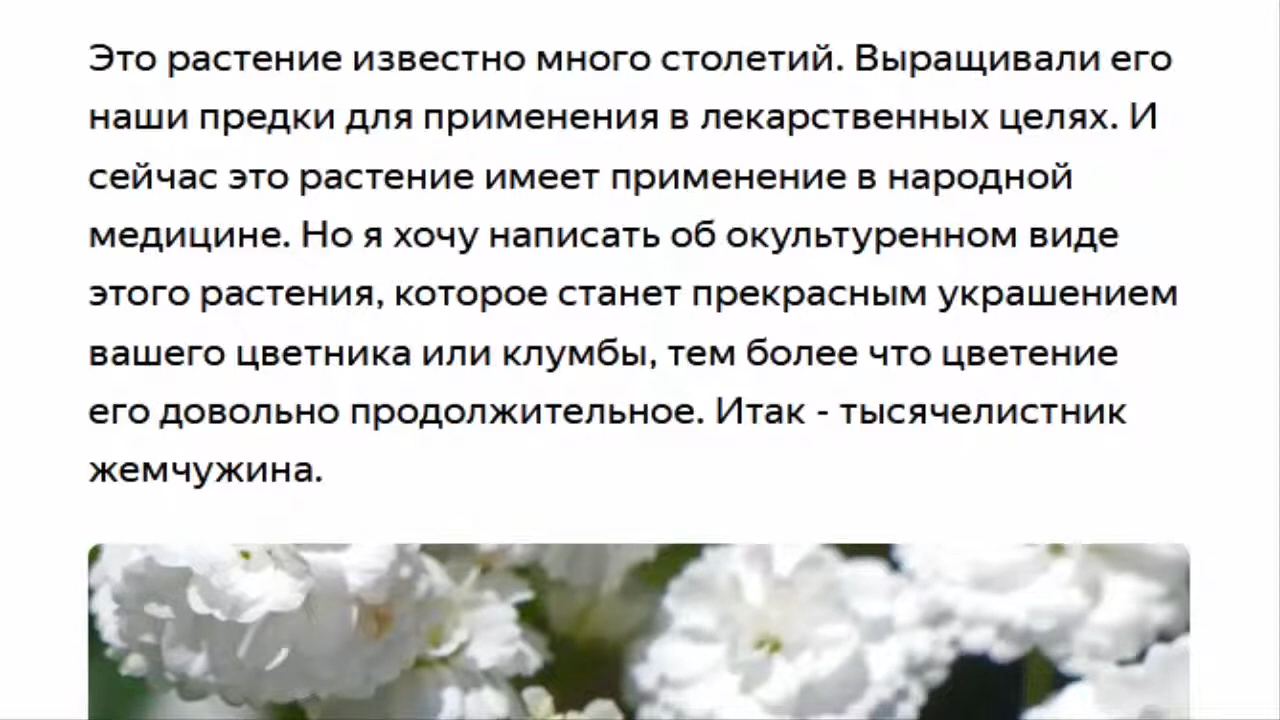 Это растение известно много столетий. Выращивали его
наши предки для применения в лекарственных целях. И
сейчас это растение имеет применение в народной
медицине. Но я хочу написать об окультуренном виде
этого растения, которое станет прекрасным украшением
вашего цветника или клумбы, тем более что цветение
его довольно продолжительное. Итак - тысячелистник
жемчужина.